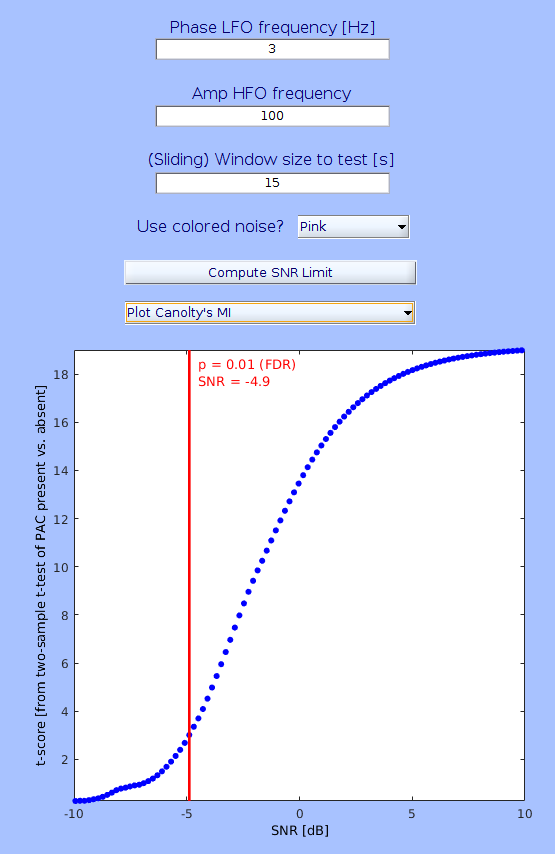 Phase LFO frequency [Hz]
3
Amp HFO frequency
100
(Sliding) Window size to test [s]
15
Use colored noise? Pink
Compute SNR Limit
Plot Canolty's MI
p = 0.01 (FDR)
SNR = -4.9
t-score [from two-sample t-test of PAC present vs. absent]
18
16
14
12
10
8
6
4
2
-10 -5 0 5 10
SNR [dB]